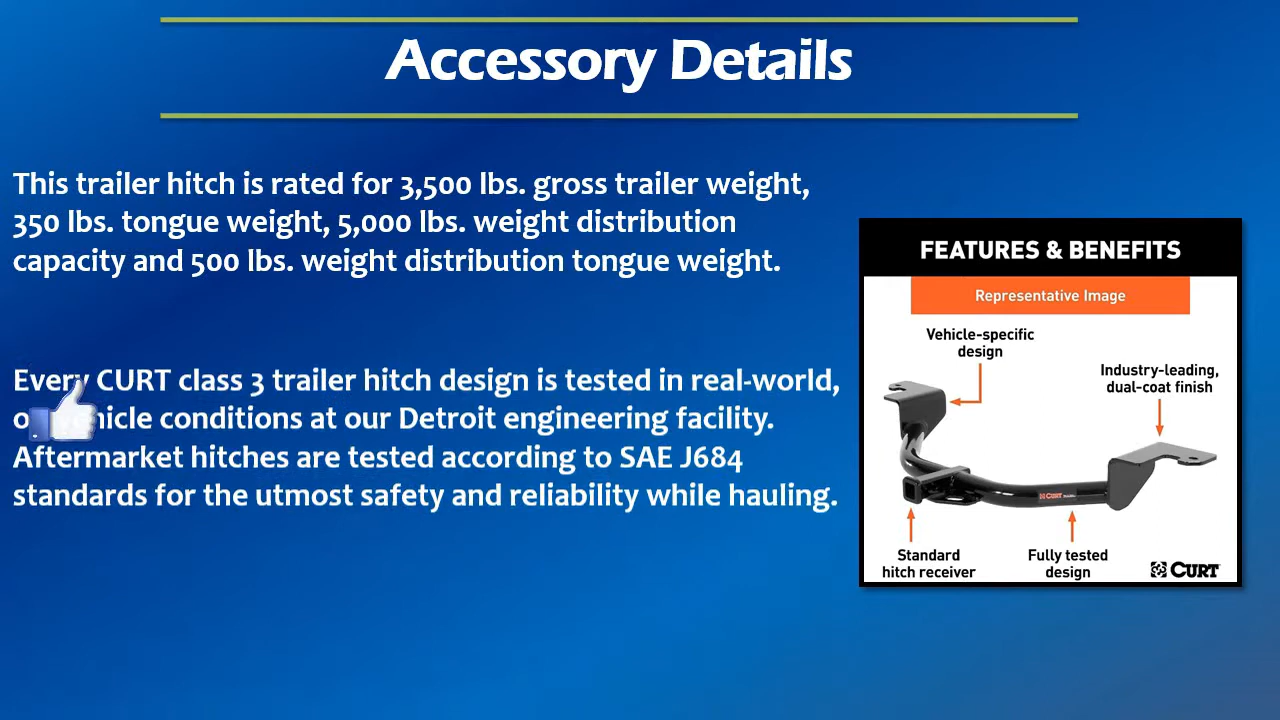 Accessory Details
This trailer hitch is rated for 3,500 lbs. gross trailer weight,
350 lbs. tongue weight, 5,000 lbs. weight distribution
capacity and 500 lbs. weight distribution tongue weight.
Every CURT class 3 trailer hitch design is tested in real-world,
conditions at our Detroit engineering facility.
Aftermarket hitches are tested according to SAE J684
standards for the utmost safety and reliability while hauling.
FEATURES & BENEFITS
Representative Image
Vehicle-specific
design
Industry-leading,
dual-coat finish
CURT
Standard
hitch receiver
Fully tested
design
CURT